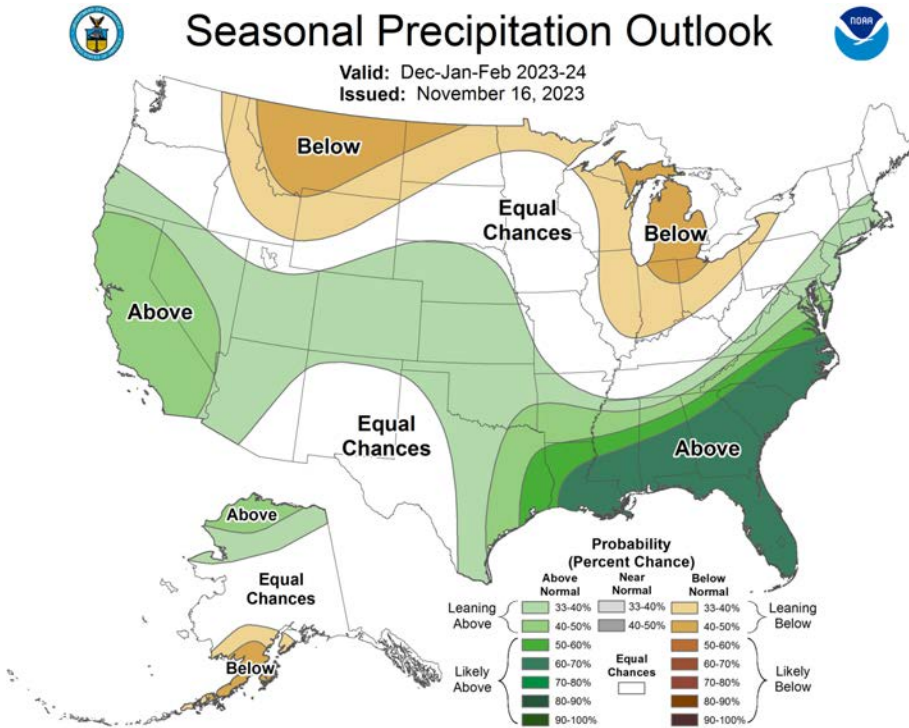 Seasonal Precipitation Outlook
NOAA
Valid: Dec-Jan-Feb 2023-24
Issued: November 16, 2023
Below
Equal
Chances
Below
Above
Equal
Chances
Above
Above
Equal
Chances
Below
Probability
(Percent Chance)
Above
Normal
Near
Normal
Below
Normal
Leaning
Above
33-40%
33-40%
33-40%
Leaning
Below
40-50%
40-50%
40-50%
Likely
Above
50-60%
60-70%
70-80%
80-90%
90-100%
Equal
Chances
50-60%
60-70%
70-80%
80-90%
90-100%
Likely
Below